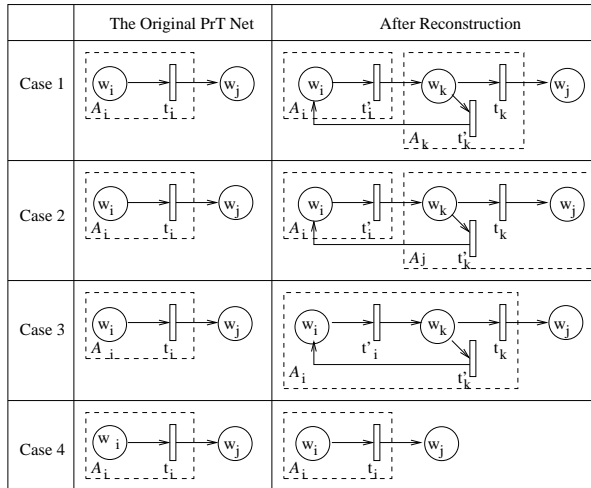 The Original PrT Net After Reconstruction
Case 1
w_i w_j
A_i t_i
w_i w_k w_j
A_i t'_i t_k
A_k t'_k
Case 2
w_i w_j
A_i t_i
w_i w_k w_j
A_i t'_i t_k
A_j t'_k
Case 3
w_i w_j
A_i t_i
w_i w_k w_j
t'_i t_k
A_i t'_k
Case 4
w_i w_j
A_i t_i
w_i w_j
A_i t_i